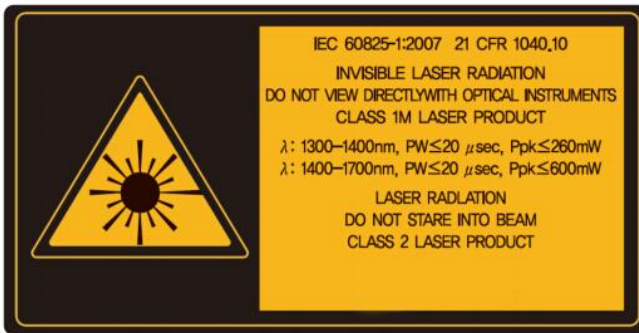 IEC 60825-1:2007 21 CFR 1040.10
INVISIBLE LASER RADIATION
DO NOT VIEW DIRECTLYWITH OPTICAL INSTRUMENTS
CLASS 1M LASER PRODUCT
λ: 1300-1400nm, PW≤20 μsec, Ppk≤260mW
λ: 1400-1700nm, PW≤20 μsec, Ppk≤600mW
LASER RADLATION
DO NOT STARE INTO BEAM
CLASS 2 LASER PRODUCT